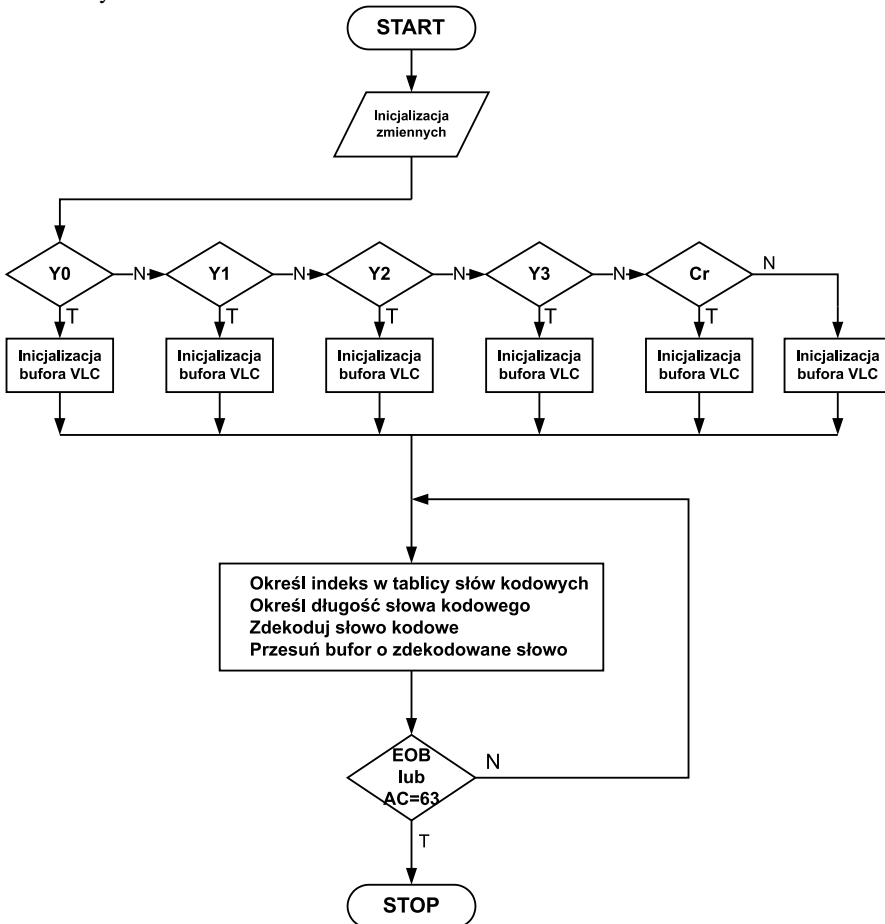 START
Inicjalizacja
zmiennych
Y0
N
Y1
N
Y2
N
Y3
N
Cr
N
T
T
T
T
T
Inicjalizacja
bufora VLC
Inicjalizacja
bufora VLC
Inicjalizacja
bufora VLC
Inicjalizacja
bufora VLC
Inicjalizacja
bufora VLC
Inicjalizacja
bufora VLC
Określ indeks w tablicy słów kodowych
Określ długość słowa kodowego
Zdekoduj słowo kodowe
Przesuń bufor o zdekodowane słowo
EOB
lub
AC=63
N
T
STOP